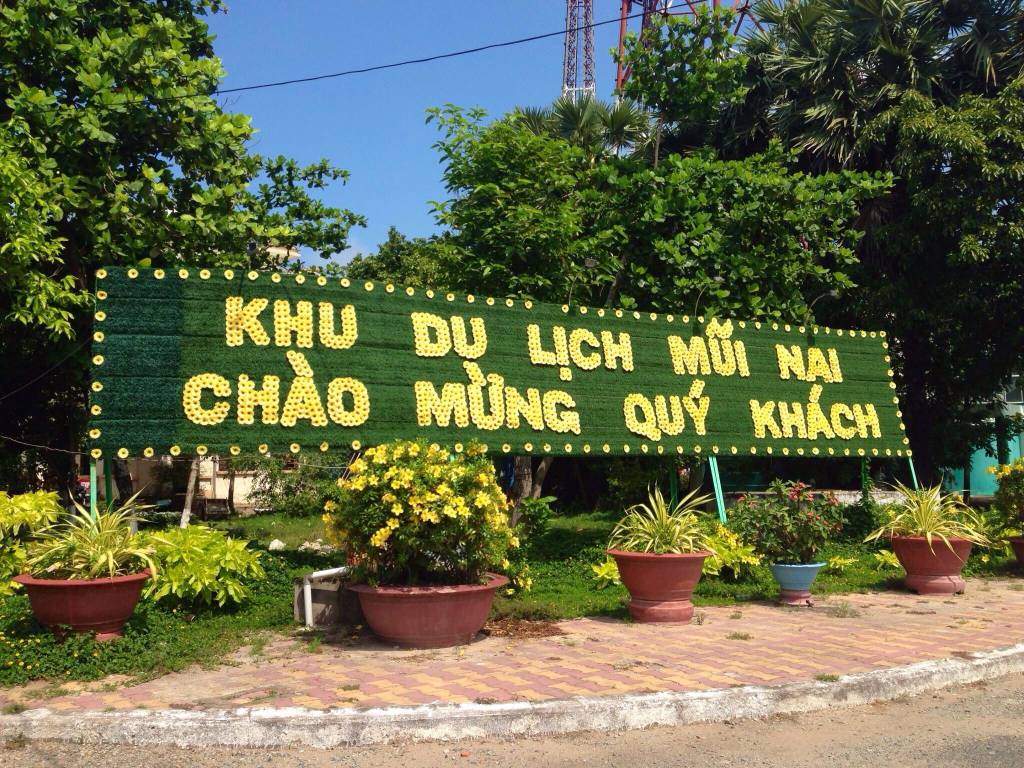 KHU DU LỊCH MŨI NAI
CHÀO MỪNG QUÝ KHÁCH